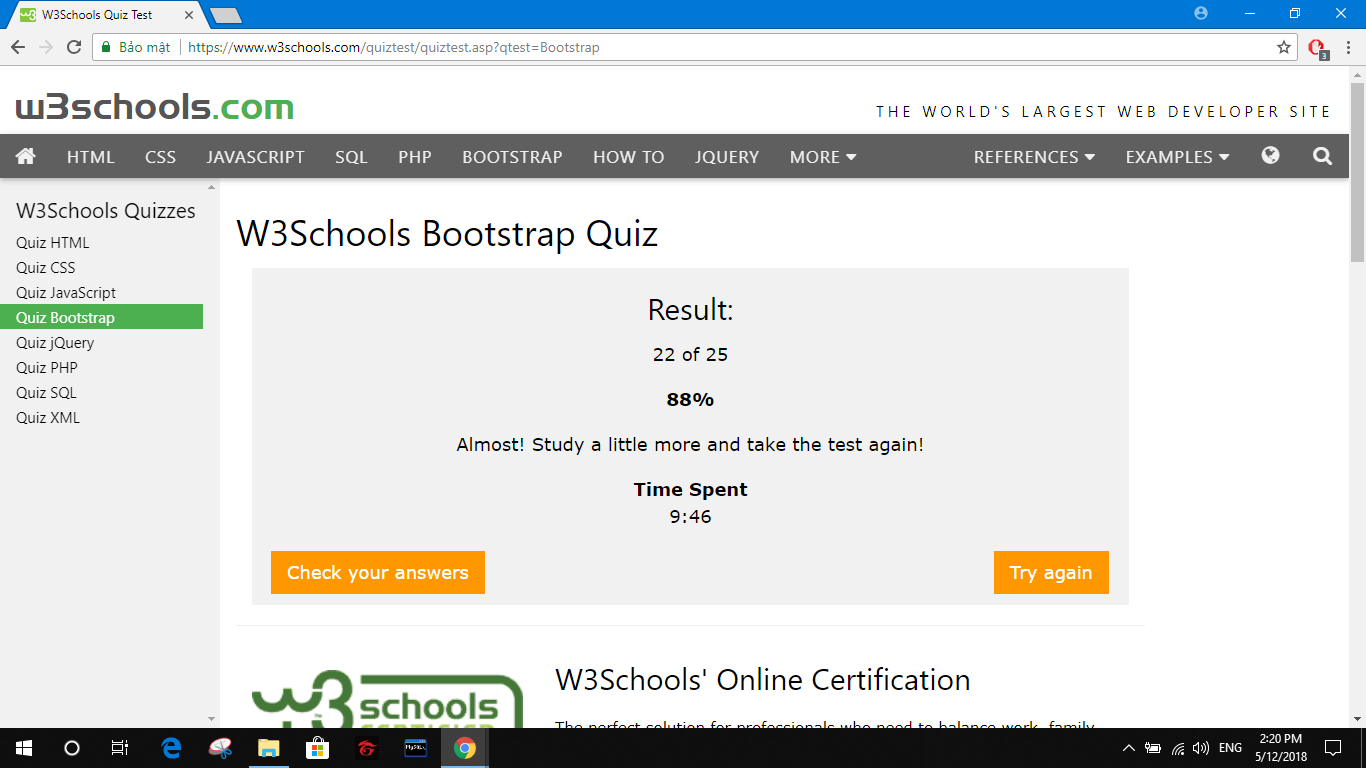 W3Schools Quiz Test
Bảo mật
https://www.w3schools.com/quiztest/quiztest.asp?qtest=Bootstrap
3
w3schools.com
THE WORLD'S LARGEST WEB DEVELOPER SITE
HTML CSS JAVASCRIPT SQL PHP BOOTSTRAP HOW TO JQUERY MORE REFERENCES EXAMPLES
W3Schools Quizzes
Quiz HTML
Quiz CSS
Quiz JavaScript
Quiz Bootstrap
Quiz jQuery
Quiz PHP
Quiz SQL
Quiz XML
W3Schools Bootstrap Quiz
Result:
22 of 25
88%
Almost! Study a little more and take the test again!
Time Spent
9:46
Check your answers
Try again
w3schools
CERTIFIED
W3Schools' Online Certification
The perfect solution for professionals who need to balance work, family,
MySQL
ENG
2:20 PM
5/12/2018